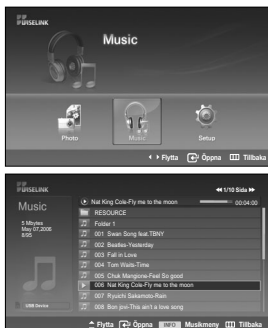 WISELINK
Music
Photo
Music
Setup
Flytta Öppna Tillbaka
WISELINK
1/10 Sida
Music
Nat King Cole-Fly me to the moon 00:04:00
5 Mbytes
May 07,2006
8/95
RESOURCE
Folder 1
001 Swan Song feat.TBNY
002 Beatles-Yesterday
003 Fall in Love
004 Tom Waits-Time
005 Chuk Mangione-Feel So good
006 Nat King Cole-Fly me to the moon
007 Ryuichi Sakamoto-Rain
008 Bon jovi-This ain't a love song
USB Device
Flytta Öppna INFO Musikmeny Tillbaka